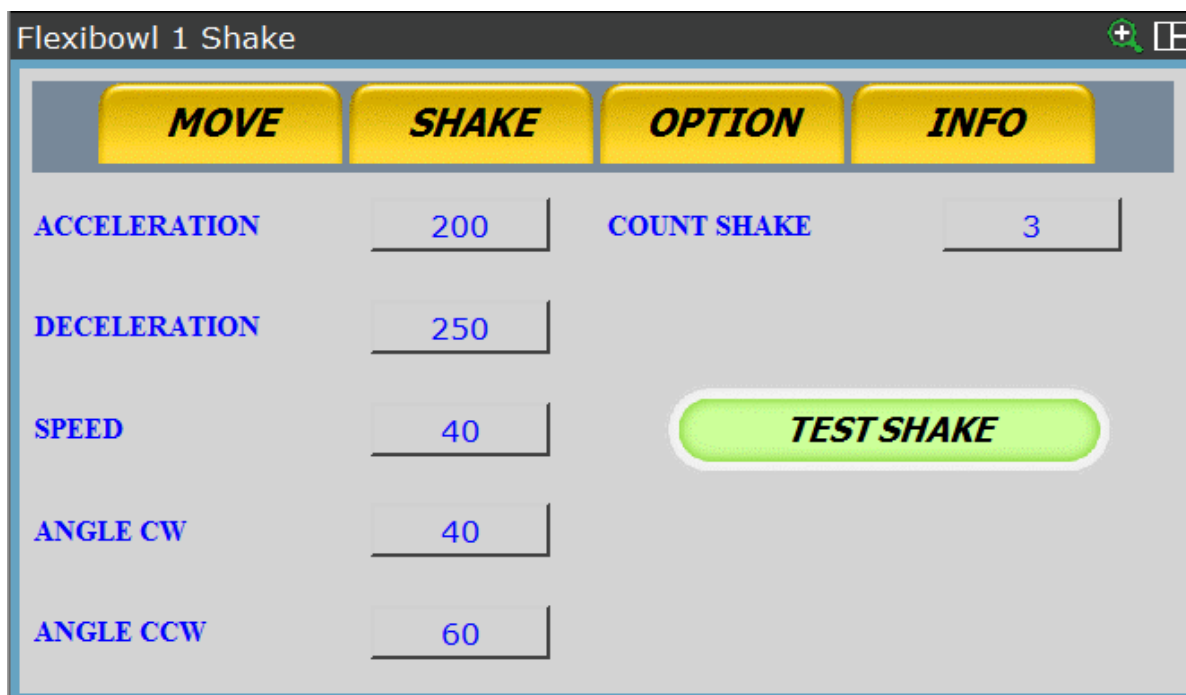 Flexibowl 1 Shake
MOVE SHAKE OPTION INFO
ACCELERATION 200 COUNT SHAKE 3
DECELERATION 250
SPEED 40 TEST SHAKE
ANGLE CW 40
ANGLE CCW 60